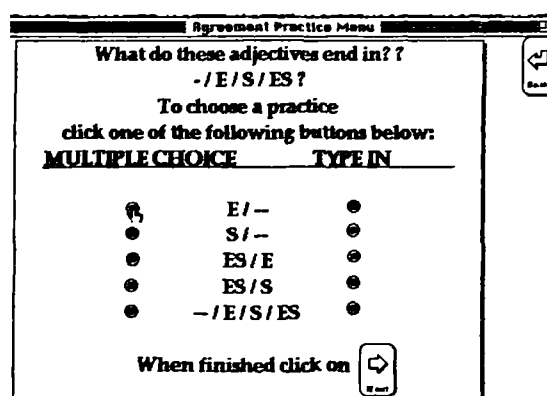 Agreement Practice Menu
What do these adjectives end in? ?
- / E / S / ES ?
To choose a practice
click one of the following buttons below:
MULTIPLE CHOICE TYPE IN
E / --
S / --
ES / E
ES / S
-- / E / S / ES
When finished click on